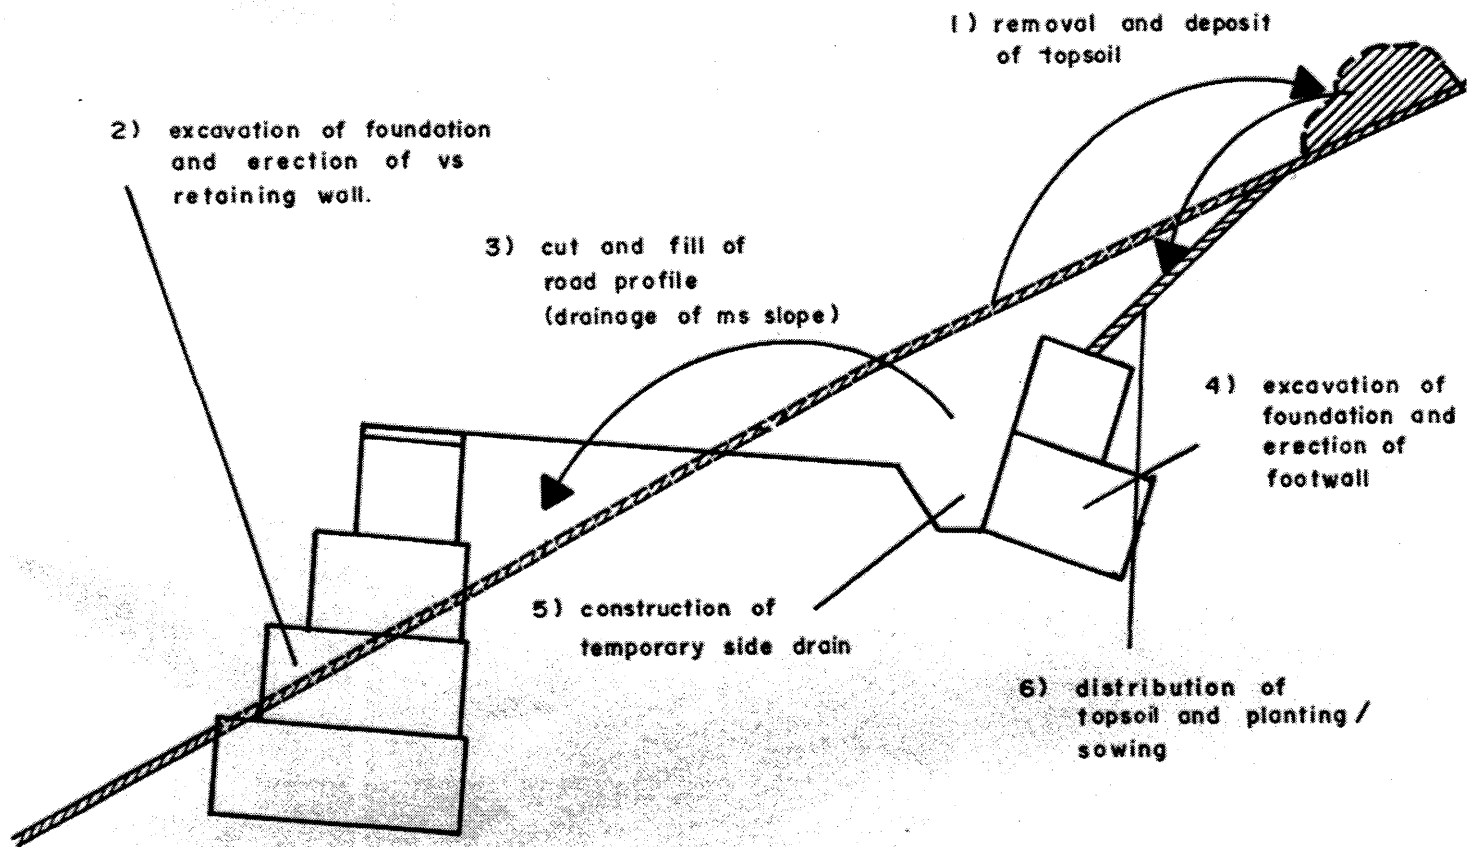 1) removal and deposit
of topsoil
2) excavation of foundation
and erection of vs
retaining wall.
3) cut and fill of
road profile
(drainage of ms slope)
4) excavation of
foundation and
erection of
footwall
5) construction of
temporary side drain
6) distribution of
topsoil and planting/
sowing